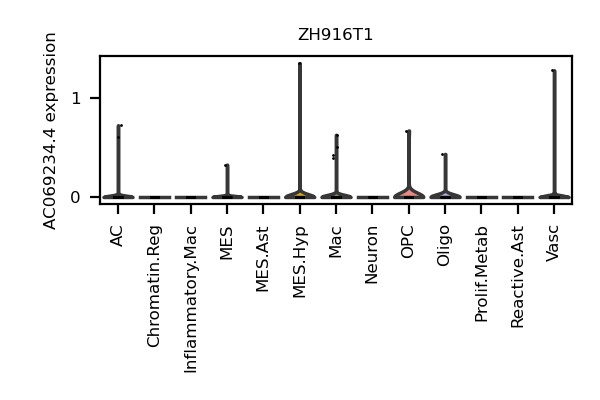 ZH916T1
AC069234.4 expression
1
0
AC
Chromatin.Reg
Inflammatory.Mac
MES
MES.Ast
MES.Hyp
Mac
Neuron
OPC
Oligo
Prolif.Metab
Reactive.Ast
Vasc